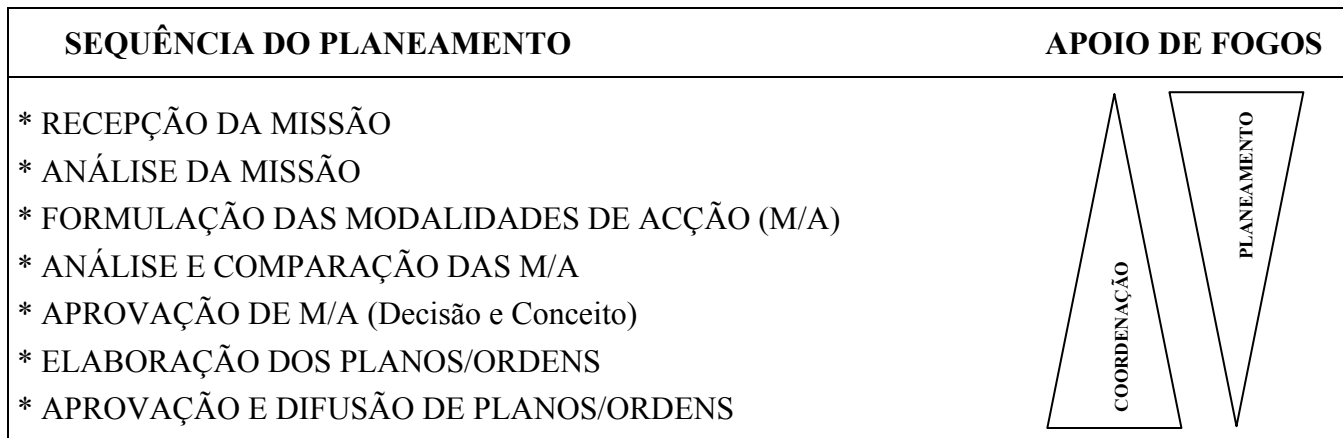 SEQUÊNCIA DO PLANEAMENTO APOIO DE FOGOS
* RECEPÇÃO DA MISSÃO
* ANÁLISE DA MISSÃO
* FORMULAÇÃO DAS MODALIDADES DE ACÇÃO (M/A)
* ANÁLISE E COMPARAÇÃO DAS M/A
* APROVAÇÃO DE M/A (Decisão e Conceito)
* ELABORAÇÃO DOS PLANOS/ORDENS
* APROVAÇÃO E DIFUSÃO DE PLANOS/ORDENS
COORDENAÇÃO
PLANEAMENTO